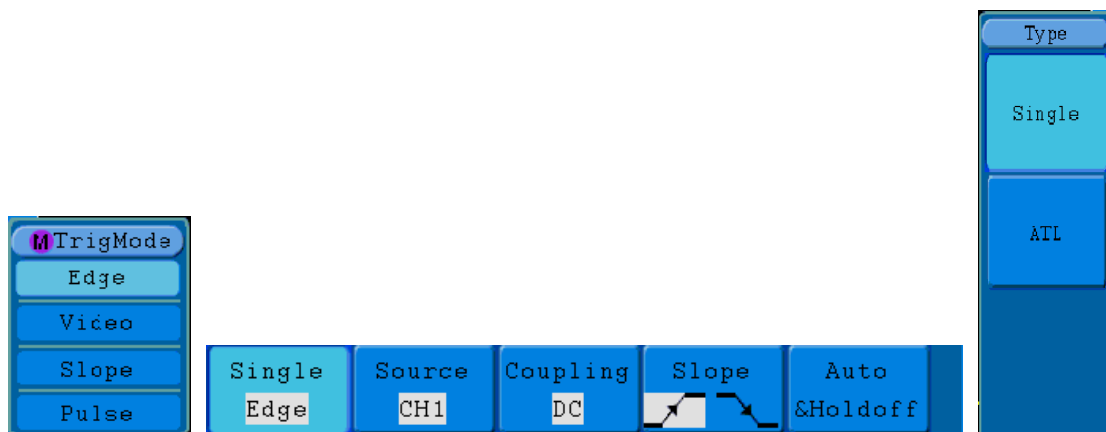 M TrigMode
Edge
Video
Slope
Pulse
Single
Edge
Source
CH1
Coupling
DC
Slope
Auto
&Holdoff
Type
Single
ATL